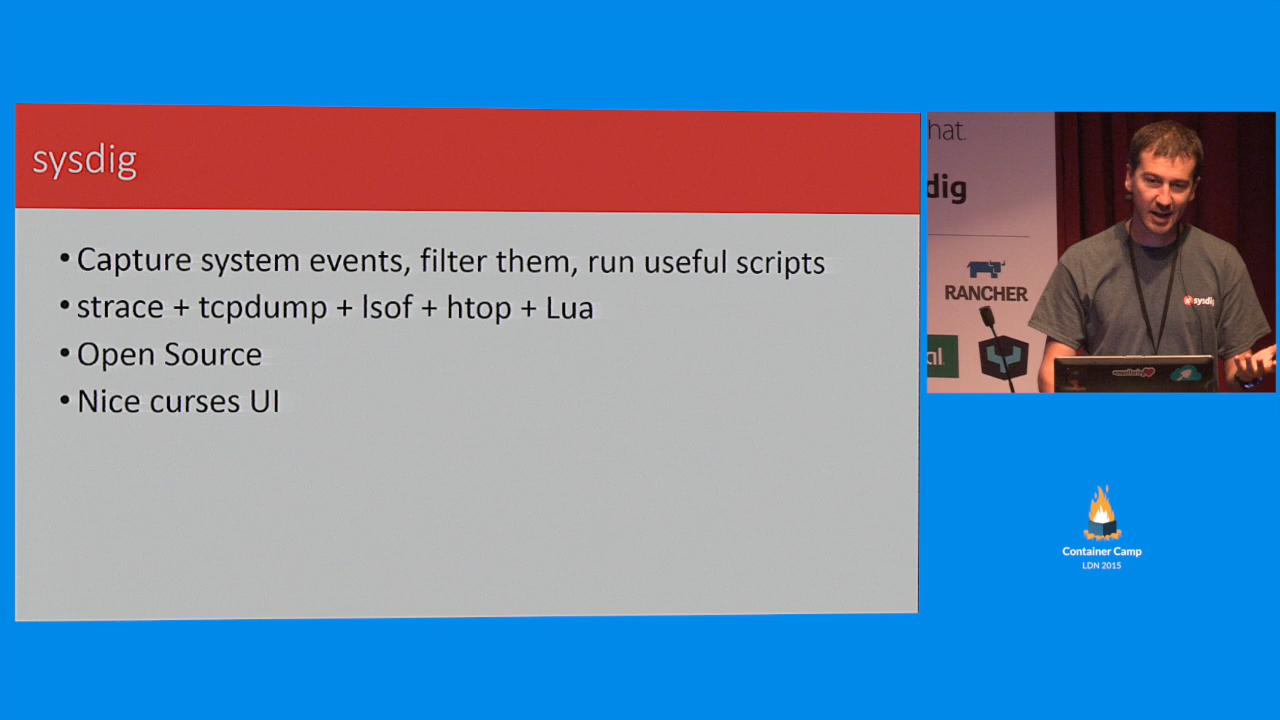 sysdig
• Capture system events, filter them, run useful scripts
• strace + tcpdump + lsof + htop + Lua
• Open Source
• Nice curses UI
hat.
dig
RANCHER
al
sysdig
Container Camp
LDN 2015